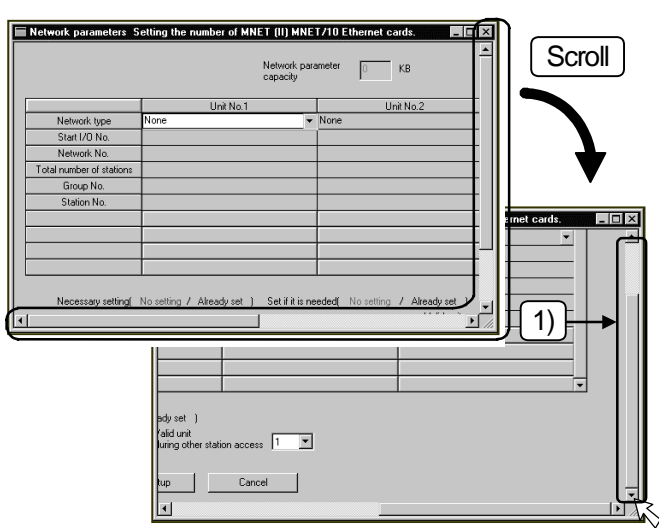 Network parameters Setting the number of MNET (II) MNET/10 Ethernet cards.
Scroll
Network parameter
capacity
0 KB
Unit No.1 Unit No.2
Network type None None
Start I/O No.
Network No.
Total number of stations
Group No.
Station No.
Necessary setting( No setting / Already set ) Set if it is needed( No setting / Already set )
ernet cards.
1)
ady set )
Valid unit
during other station access 1
tup Cancel